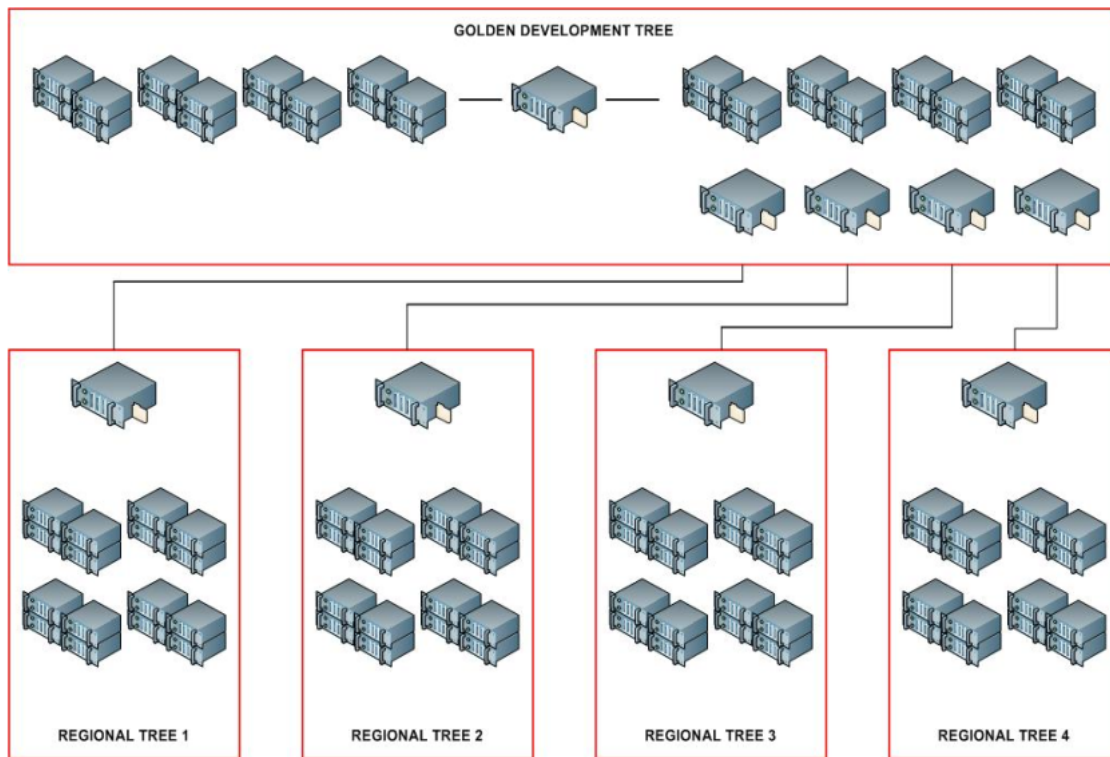 GOLDEN DEVELOPMENT TREE
REGIONAL TREE 1
REGIONAL TREE 2
REGIONAL TREE 3
REGIONAL TREE 4